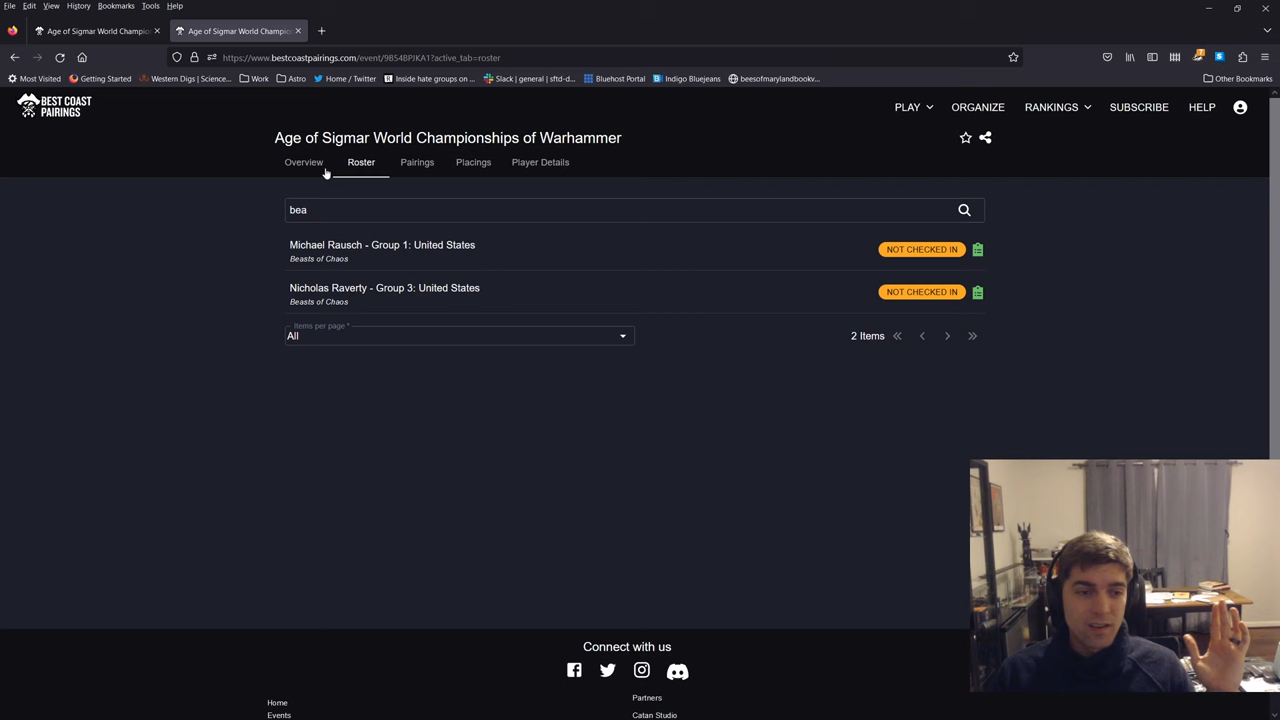 File Edit View History Bookmarks Tools Help
Age of Sigmar World Champion
Age of Sigmar World Champion
https://www.bestcoastpairings.com/event/9B54BPJKA1?active_tab=roster
Most Visited Getting Started Western Digs | Science... Work Astro Home / Twitter Inside hate groups on ... Slack | general | sftd-d... Bluehost Portal Indigo Bluejeans beesofmarylandbookv... Other Bookmarks
BEST COAST
PAIRINGS
PLAY ORGANIZE RANKINGS SUBSCRIBE HELP
Age of Sigmar World Championships of Warhammer
Overview Roster Pairings Placings Player Details
bea
Michael Rausch - Group 1: United States
Beasts of Chaos
NOT CHECKED IN
Nicholas Raverty - Group 3: United States
Beasts of Chaos
NOT CHECKED IN
Items per page *
All
2 Items
Connect with us
Home
Partners
Events
Catan Studio